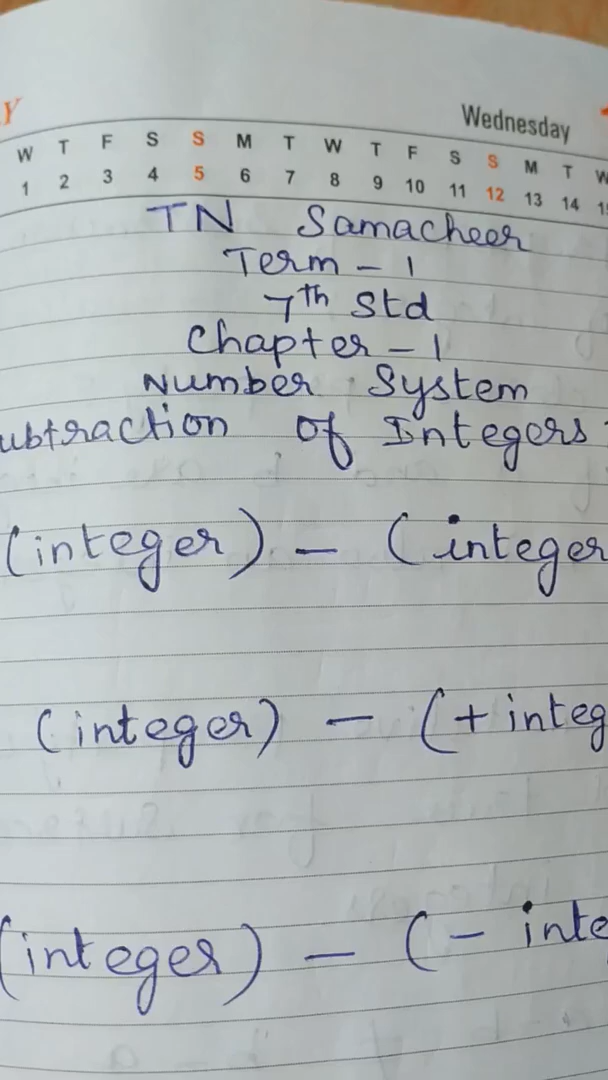 Wednesday
W T F S S M T W T F S S M T W
1 2 3 4 5 6 7 8 9 10 11 12 13 14
TN Samacheer
Term - 1
7th Std
Chapter - 1
Number System
ubtraction of Integers
(integer) - (integer
(integer) - (+ integ
(integer) - (- inte